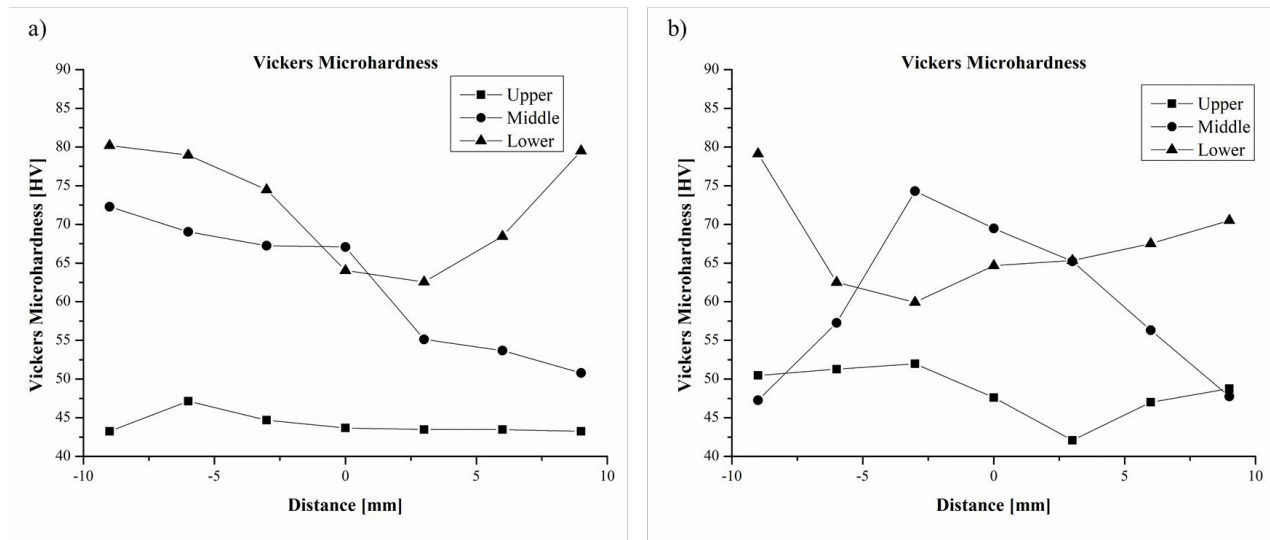 a)
Vickers Microhardness
Upper
Middle
Lower
Vickers Microhardness [HV]
90
85
80
75
70
65
60
55
50
45
40
-10
-5
0
5
10
Distance [mm]
b)
Vickers Microhardness
Upper
Middle
Lower
Vickers Microhardness [HV]
90
85
80
75
70
65
60
55
50
45
40
-10
-5
0
5
10
Distance [mm]